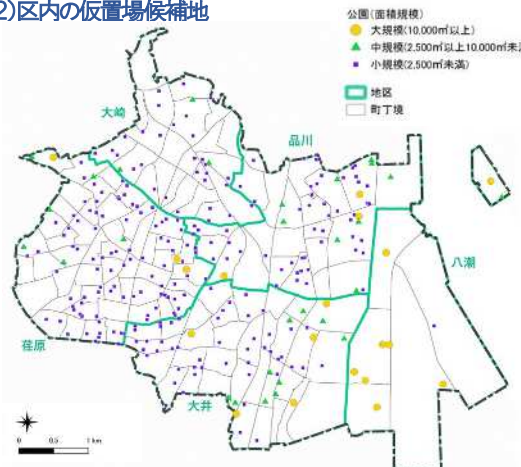 2)区内の仮置場候補地
公園(面積規模)
大規模(10,000㎡以上)
中規模(2,500㎡以上10,000㎡未
小規模(2,500㎡未満)
地区
町丁境
大崎
品川
八潮
荏原
大井
0 0.5 1 km